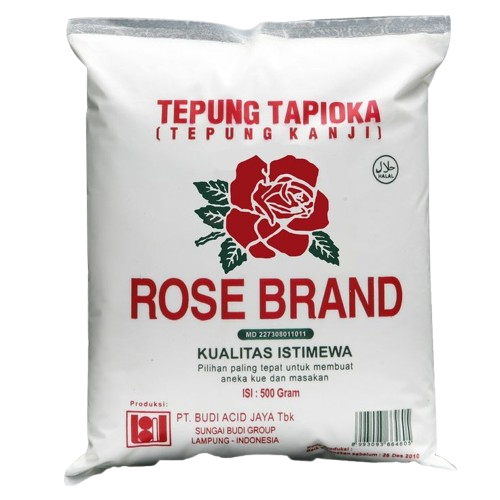 TEPUNG TAPIOKA
(TEPUNG KANJI)
حلال
HALAL
ROSE BRAND
MD 227308011011
KUALITAS ISTIMEWA
Pilihan paling tepat untuk membuat
aneka kue dan masakan
ISI : 500 Gram
Produksi:
PT. BUDI ACID JAYA Tbk
SUNGAI BUDI GROUP
LAMPUNG - INDONESIA